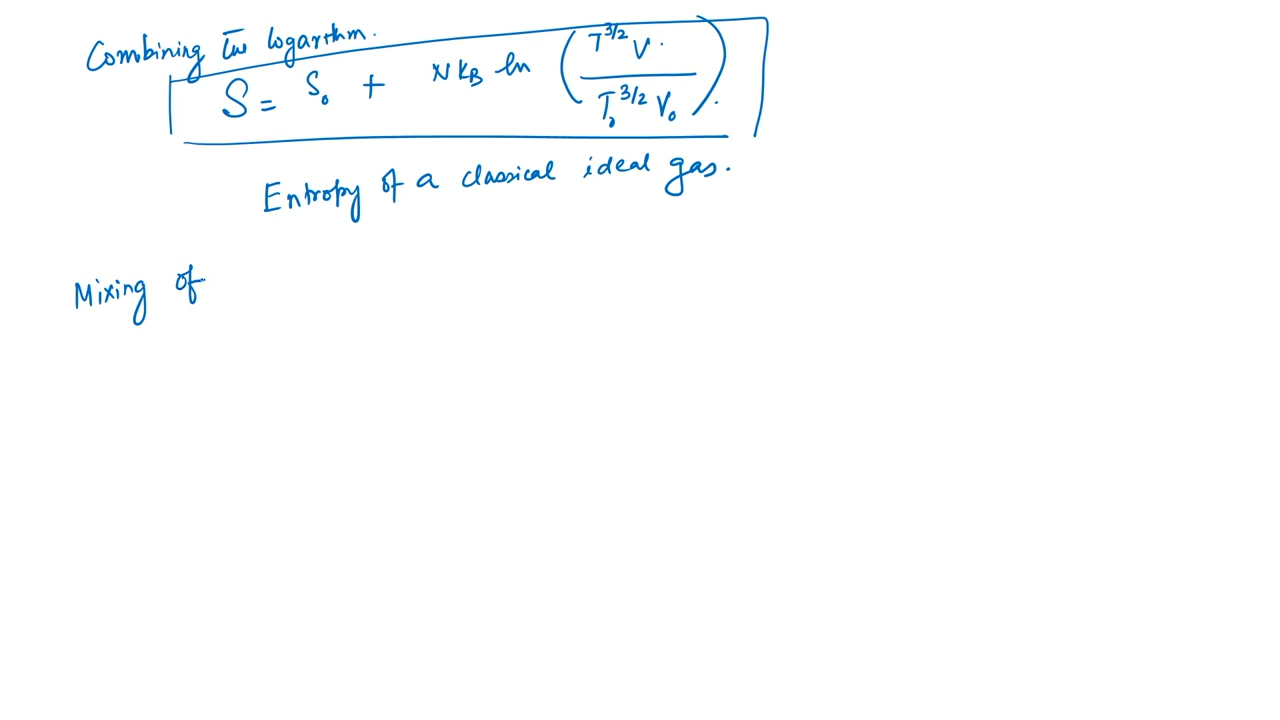 Combining two logarithm.
S = S₀ + N k_B ln (T^{3/2} V / T₀^{3/2} V₀).
Entropy of a classical ideal gas.
Mixing of